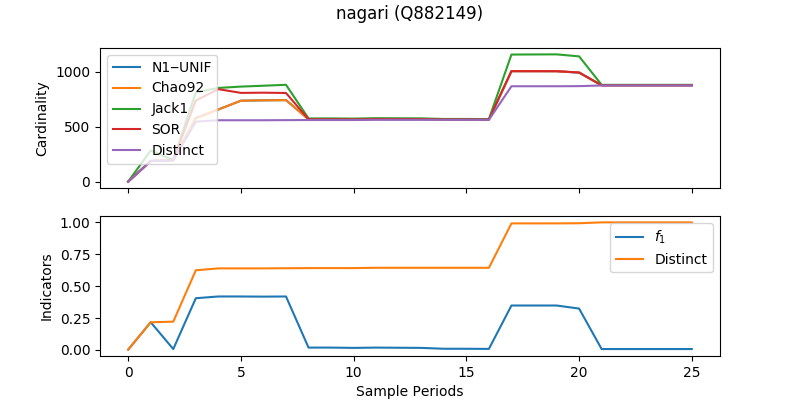 nagari (Q882149)
Cardinality
1000
500
0
N1−UNIF
Chao92
Jack1
SOR
Distinct
Indicators
1.00
0.75
0.50
0.25
0.00
f1
Distinct
0 5 10 15 20 25
Sample Periods